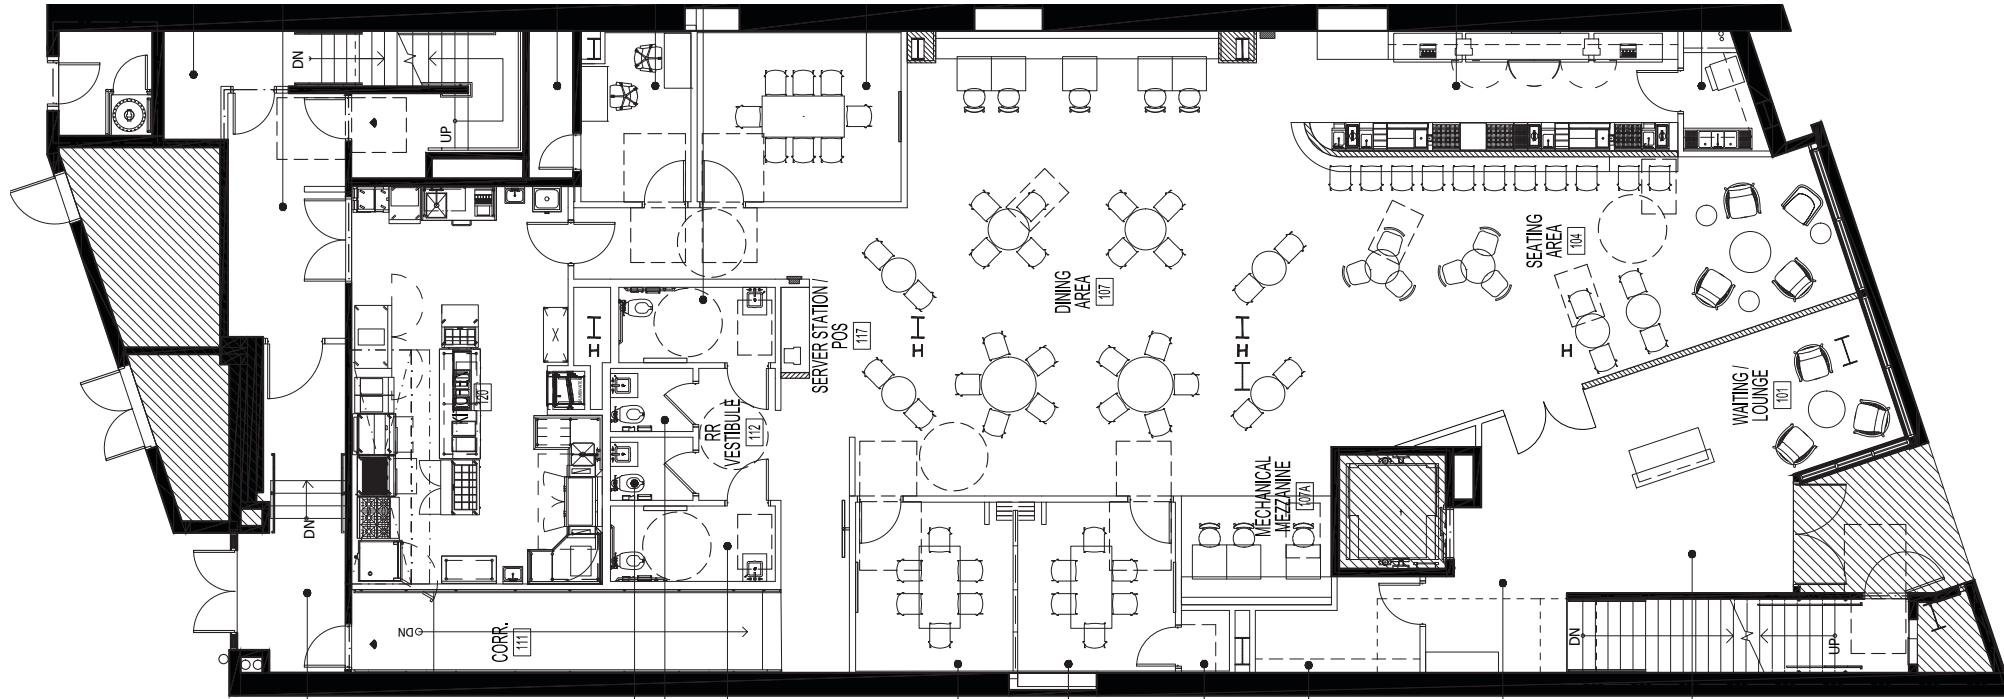 DN
UP
SEATING
AREA
104
DINING
AREA
107
SERVER STATION /
POS
117
KITCHEN
120
RR
VESTIBULE
112
WAITING /
LOUNGE
101
MECHANICAL
MEZZANINE
107A
DN
DN
CORR.
111
DN
UP